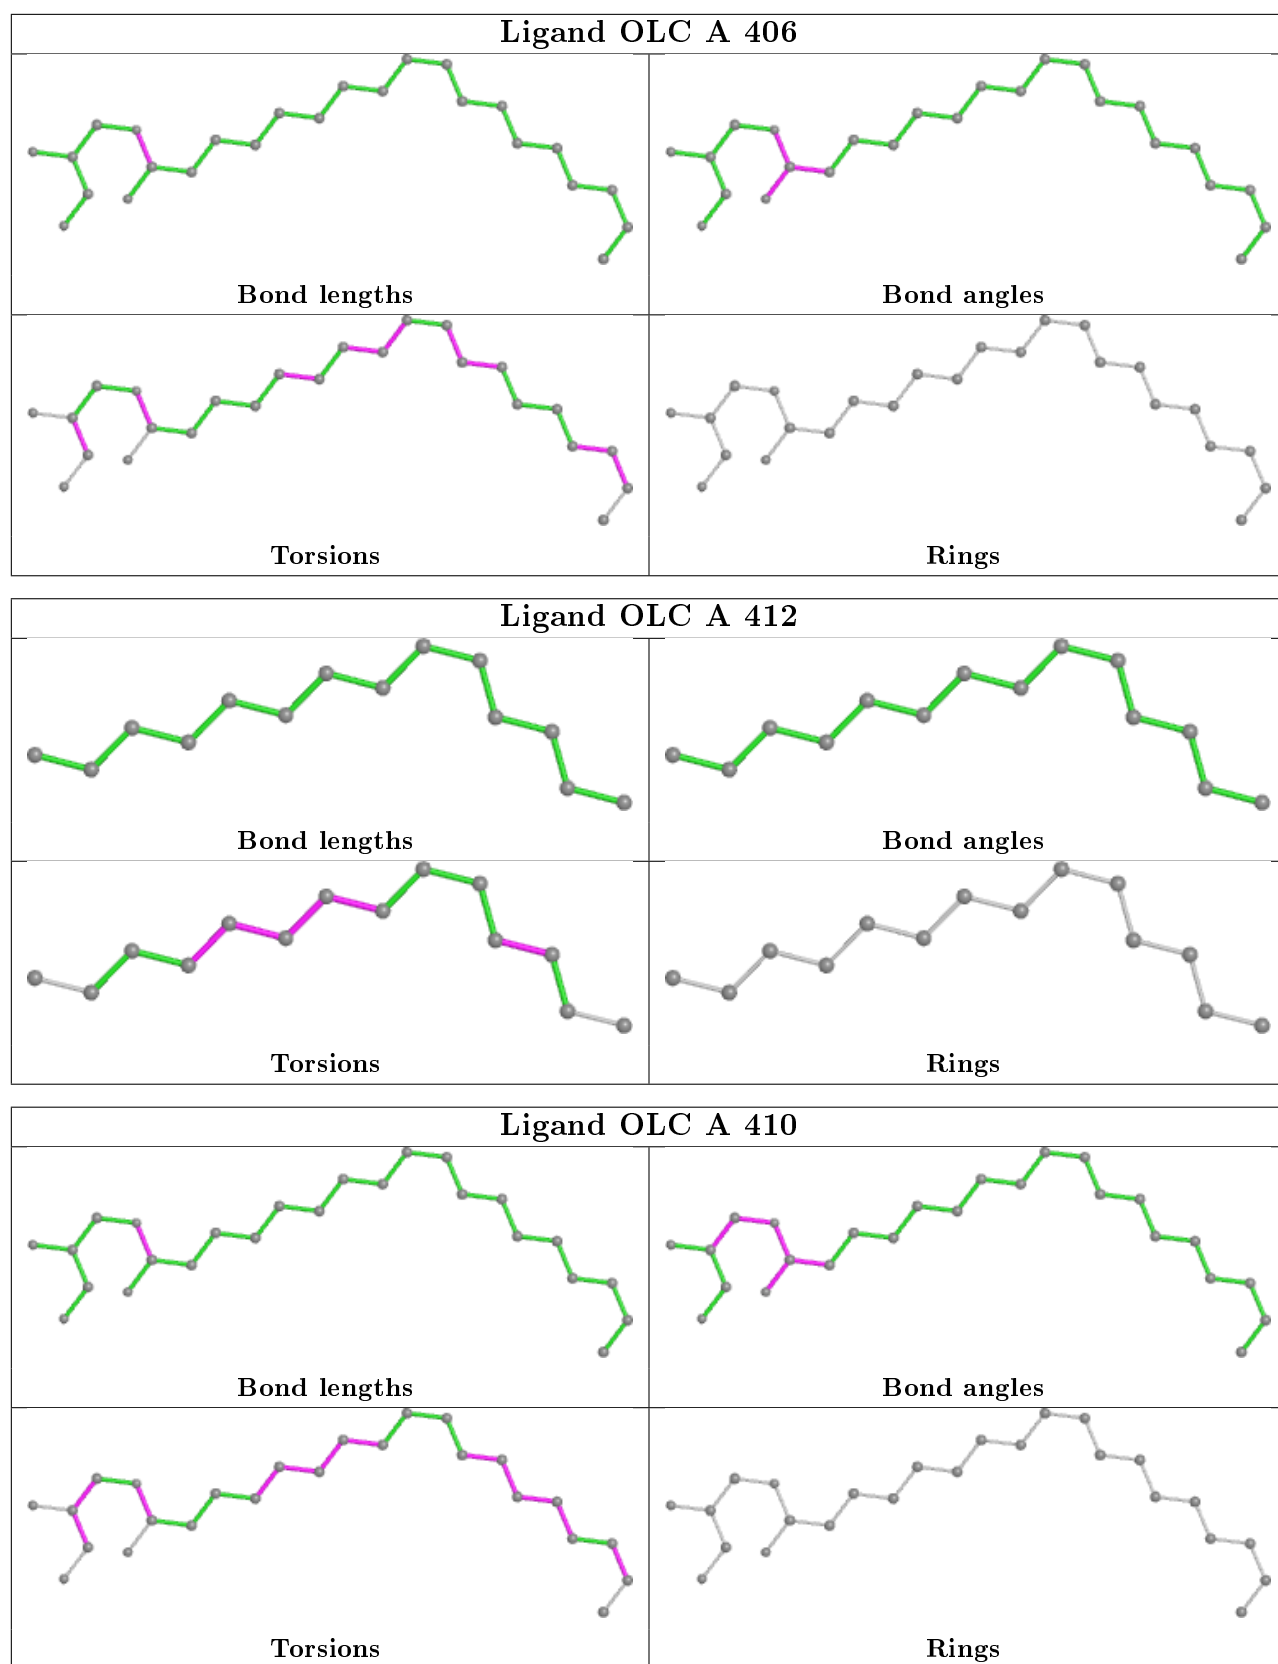 Ligand OLC A 406
Bond lengths
Bond angles
Torsions
Rings
Ligand OLC A 412
Bond lengths
Bond angles
Torsions
Rings
Ligand OLC A 410
Bond lengths
Bond angles
Torsions
Rings